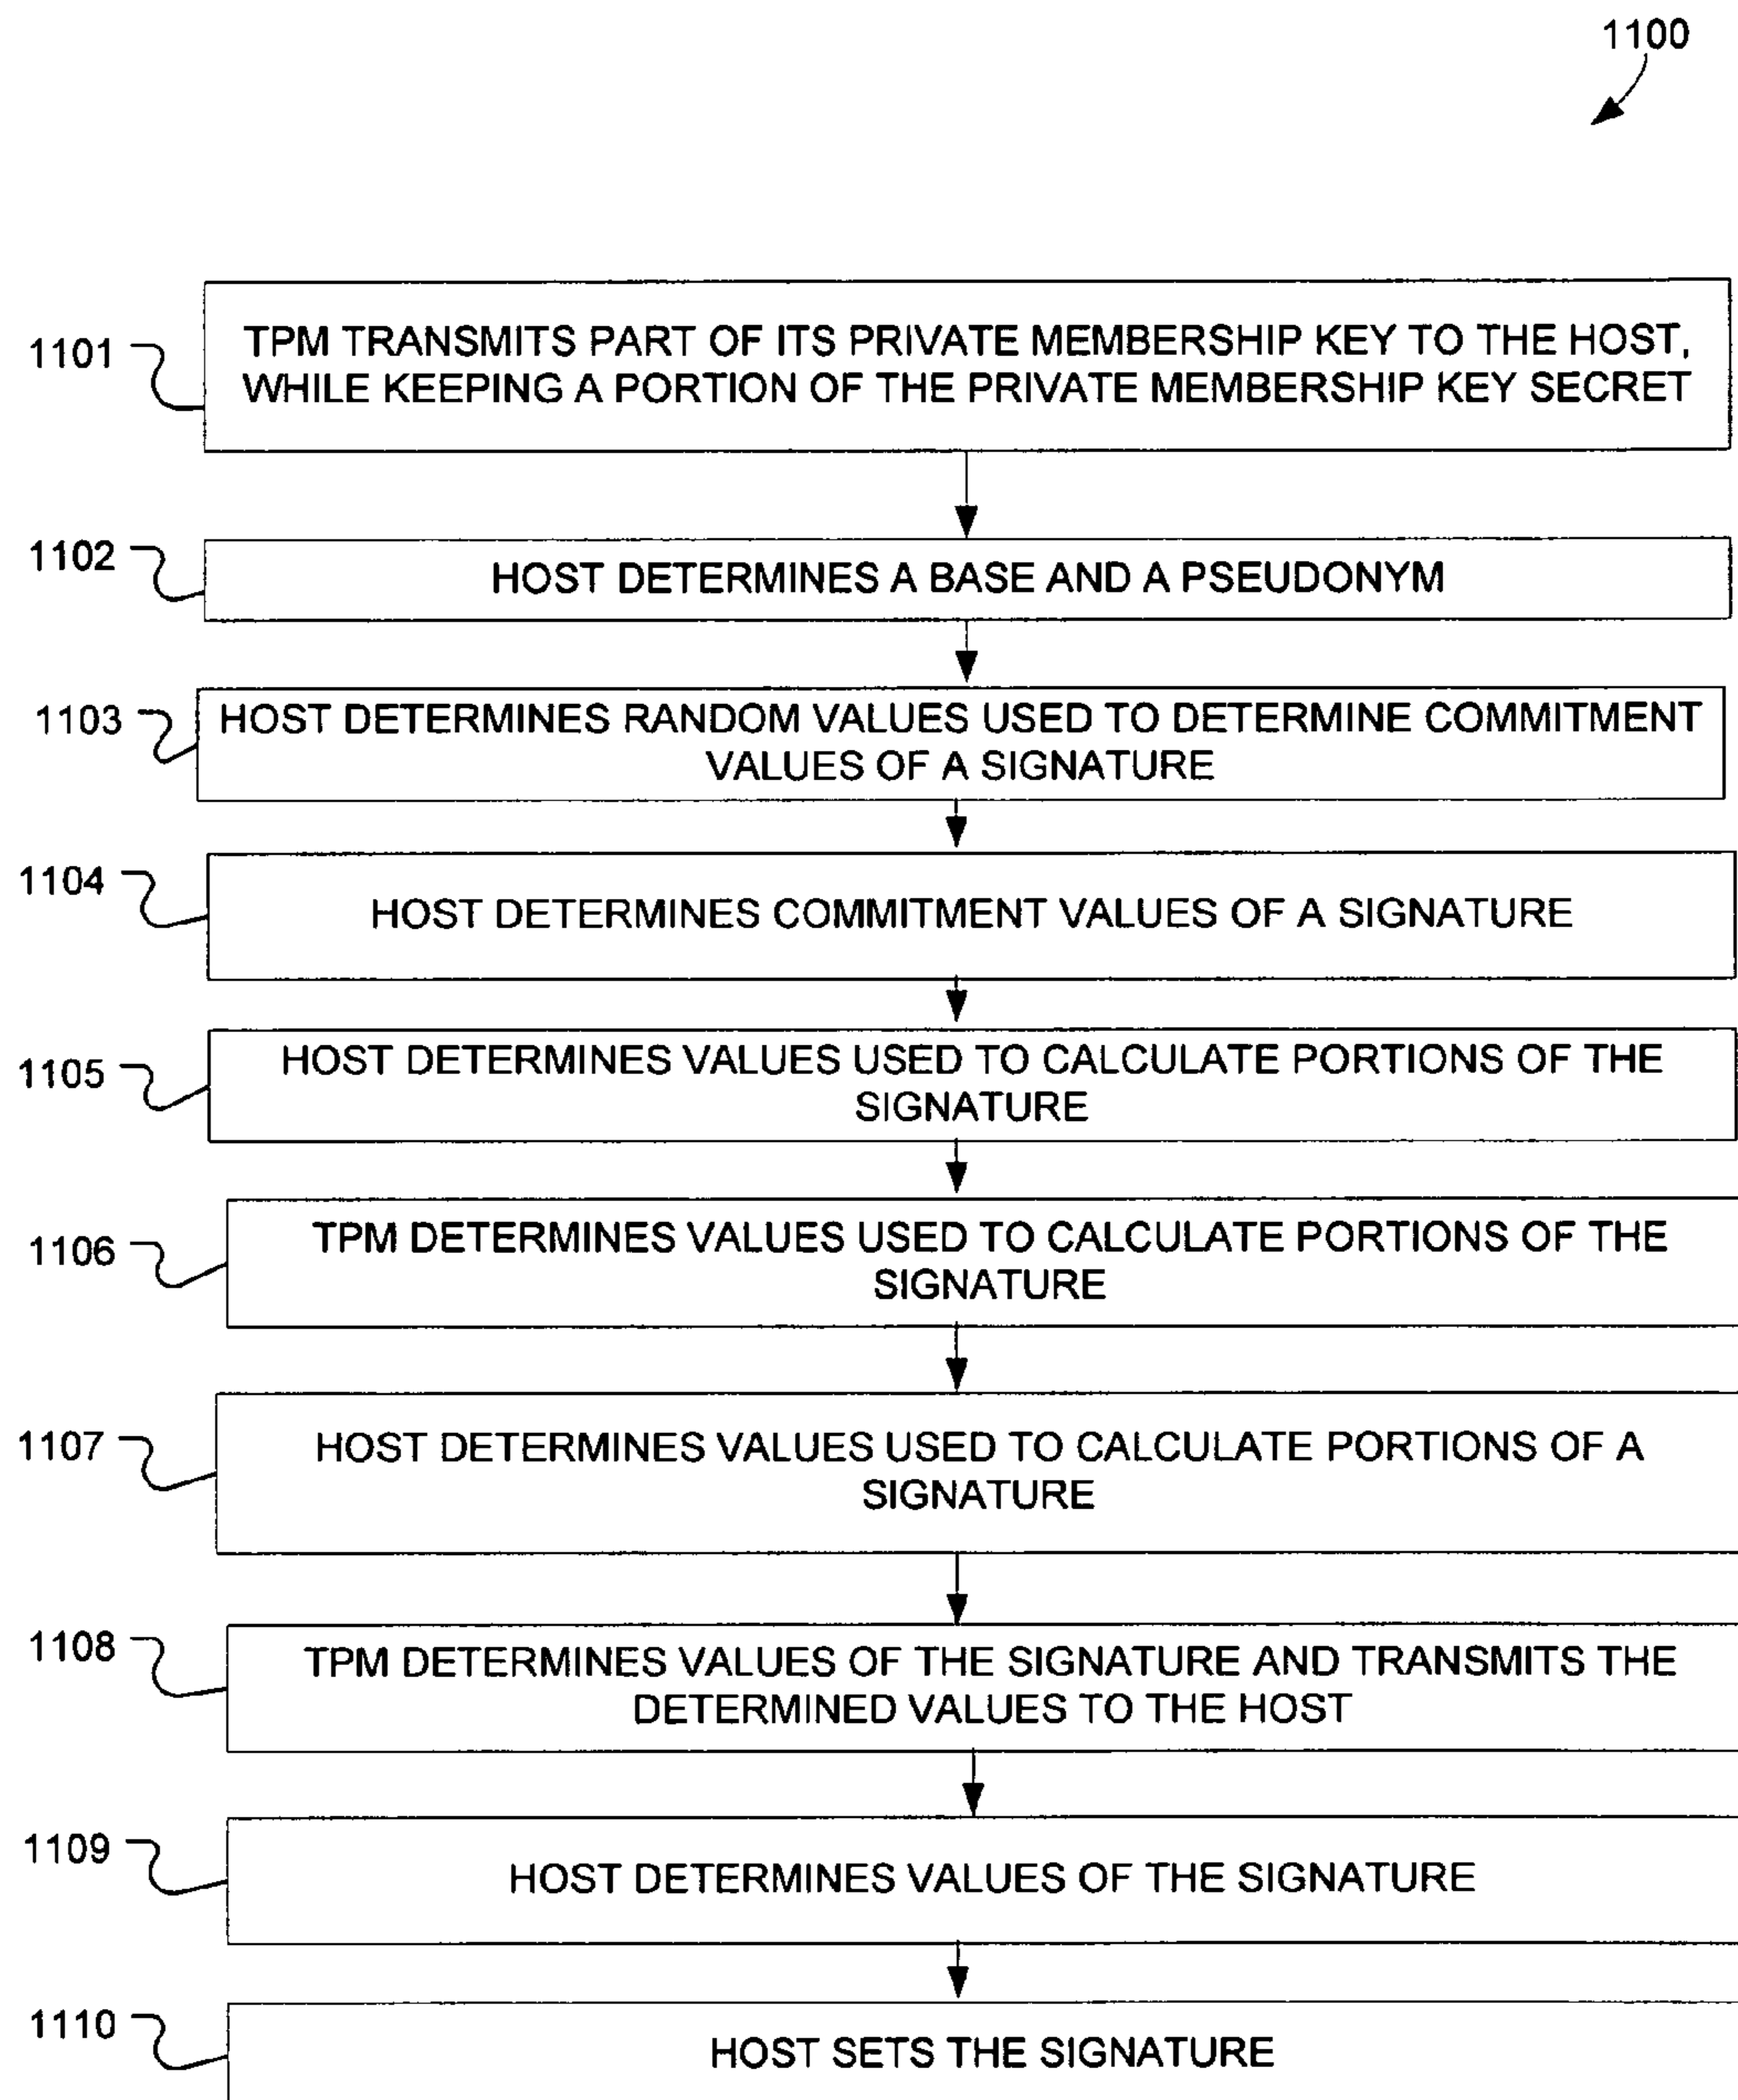 1100
1101
TPM TRANSMITS PART OF ITS PRIVATE MEMBERSHIP KEY TO THE HOST,
WHILE KEEPING A PORTION OF THE PRIVATE MEMBERSHIP KEY SECRET
1102
HOST DETERMINES A BASE AND A PSEUDONYM
1103
HOST DETERMINES RANDOM VALUES USED TO DETERMINE COMMITMENT
VALUES OF A SIGNATURE
1104
HOST DETERMINES COMMITMENT VALUES OF A SIGNATURE
1105
HOST DETERMINES VALUES USED TO CALCULATE PORTIONS OF THE
SIGNATURE
1106
TPM DETERMINES VALUES USED TO CALCULATE PORTIONS OF THE
SIGNATURE
1107
HOST DETERMINES VALUES USED TO CALCULATE PORTIONS OF A
SIGNATURE
1108
TPM DETERMINES VALUES OF THE SIGNATURE AND TRANSMITS THE
DETERMINED VALUES TO THE HOST
1109
HOST DETERMINES VALUES OF THE SIGNATURE
1110
HOST SETS THE SIGNATURE